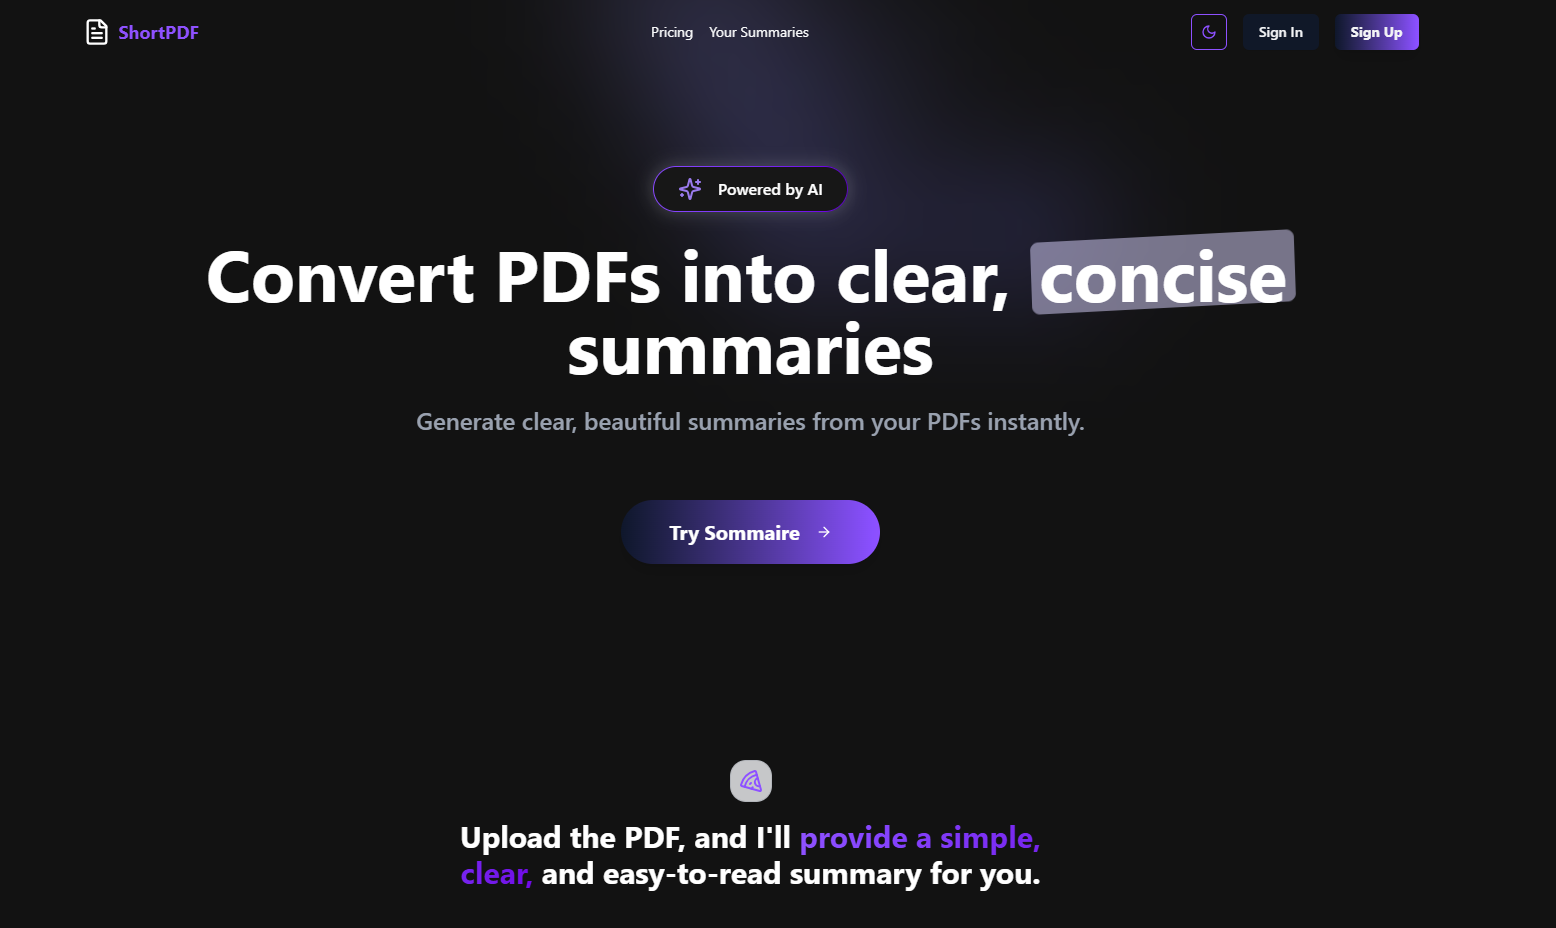 ShortPDF
Pricing
Your Summaries
Sign In
Sign Up
Powered by AI
Convert PDFs into clear, concise
summaries
Generate clear, beautiful summaries from your PDFs instantly.
Try Sommaire
Upload the PDF, and I'll provide a simple,
clear, and easy-to-read summary for you.